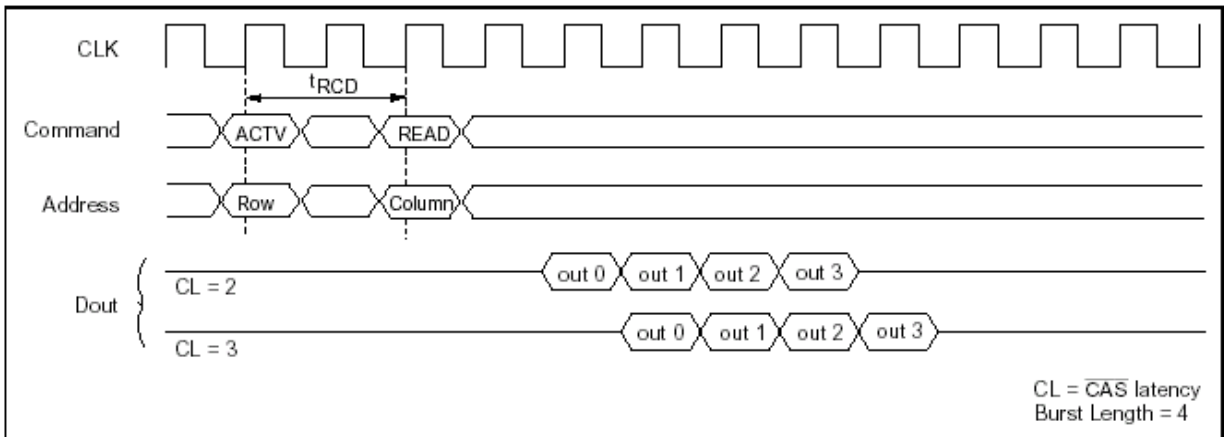 CLK
tRCD
Command
ACTV
READ
Address
Row
Column
Dout
out 0 out 1 out 2 out 3
CL = 2
out 0 out 1 out 2 out 3
CL = 3
CL = C̅A̅S̅ latency
Burst Length = 4